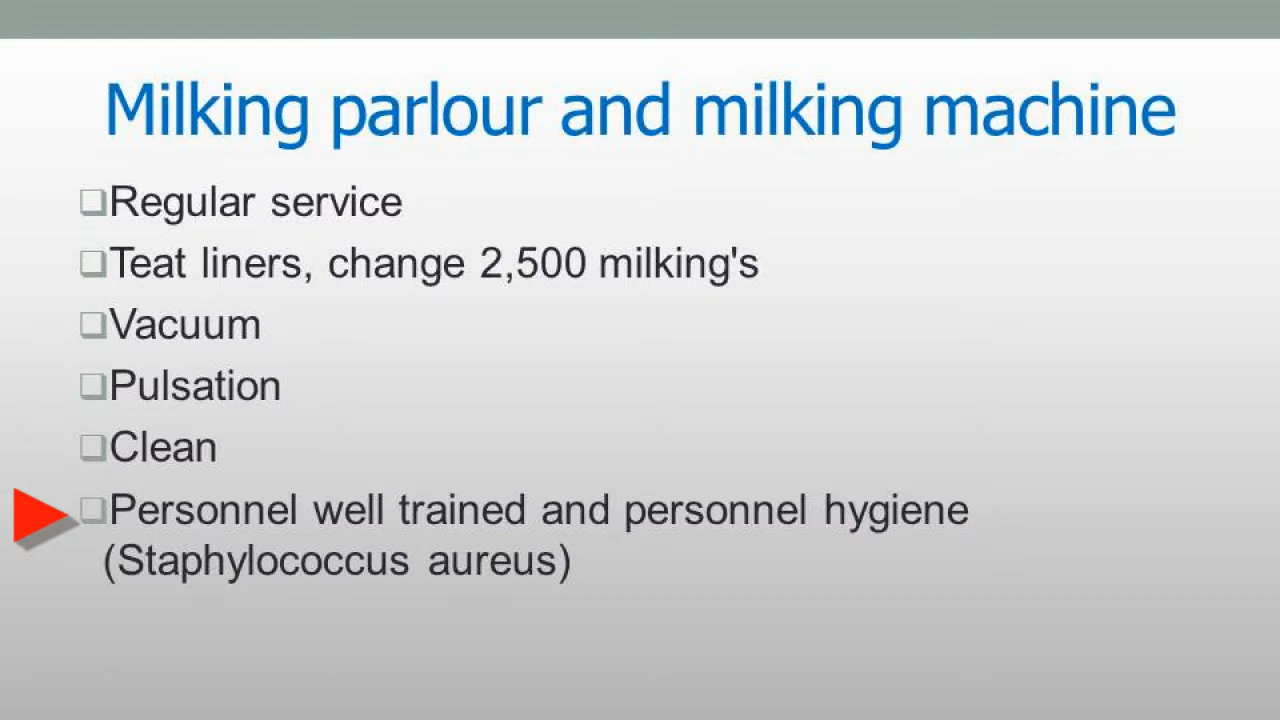 Milking parlour and milking machine
Regular service
Teat liners, change 2,500 milking's
Vacuum
Pulsation
Clean
Personnel well trained and personnel hygiene
(Staphylococcus aureus)